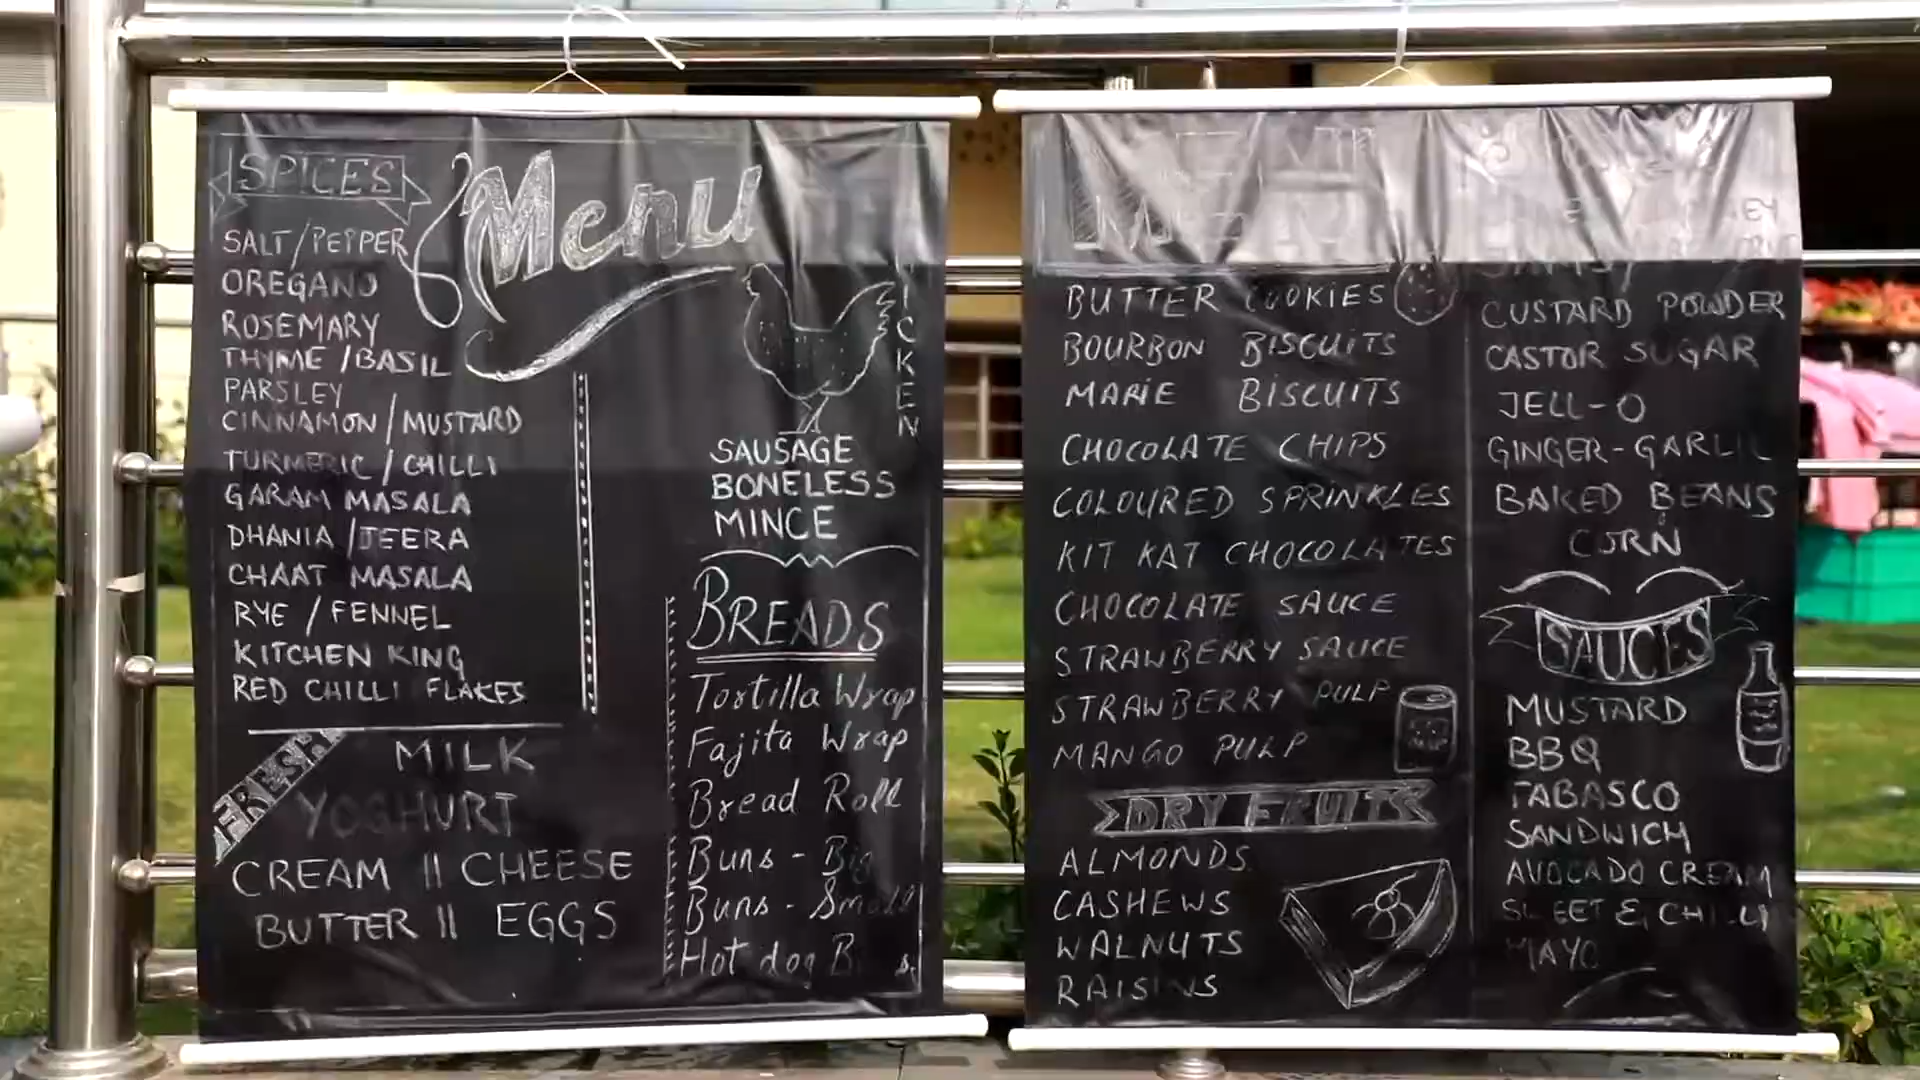 SPICES
Menu
SALT/PEPPER
OREGANO
ROSEMARY
THYME/BASIL
PARSLEY
CINNAMON/MUSTARD
TURMERIC/CHILLI
GARAM MASALA
DHANIA/JEERA
CHAAT MASALA
RYE/FENNEL
KITCHEN KING
RED CHILLI FLAKES
FRESH
MILK
YOGHURT
CREAM || CHEESE
BUTTER || EGGS
SAUSAGE
BONELESS
MINCE
BREADS
Tortilla Wrap
Fajita Wrap
Bread Roll
Buns - Big
Buns - Small
Hot dog
BUTTER COOKIES
BOURBON BISCUITS
MARIE BISCUITS
CHOCOLATE CHIPS
COLOURED SPRINKLES
KIT KAT CHOCOLATES
CHOCOLATE SAUCE
STRAWBERRY SAUCE
STRAWBERRY PULP
MANGO PULP
DRY FRUITS
ALMONDS
CASHEWS
WALNUTS
RAISINS
CUSTARD POWDER
CASTOR SUGAR
JELL-O
GINGER-GARLIC
BAKED BEANS
CORN
SAUCES
MUSTARD
BBQ
TABASCO
SANDWICH
AVOCADO CREAM
SWEET & CHILLI
MAYO